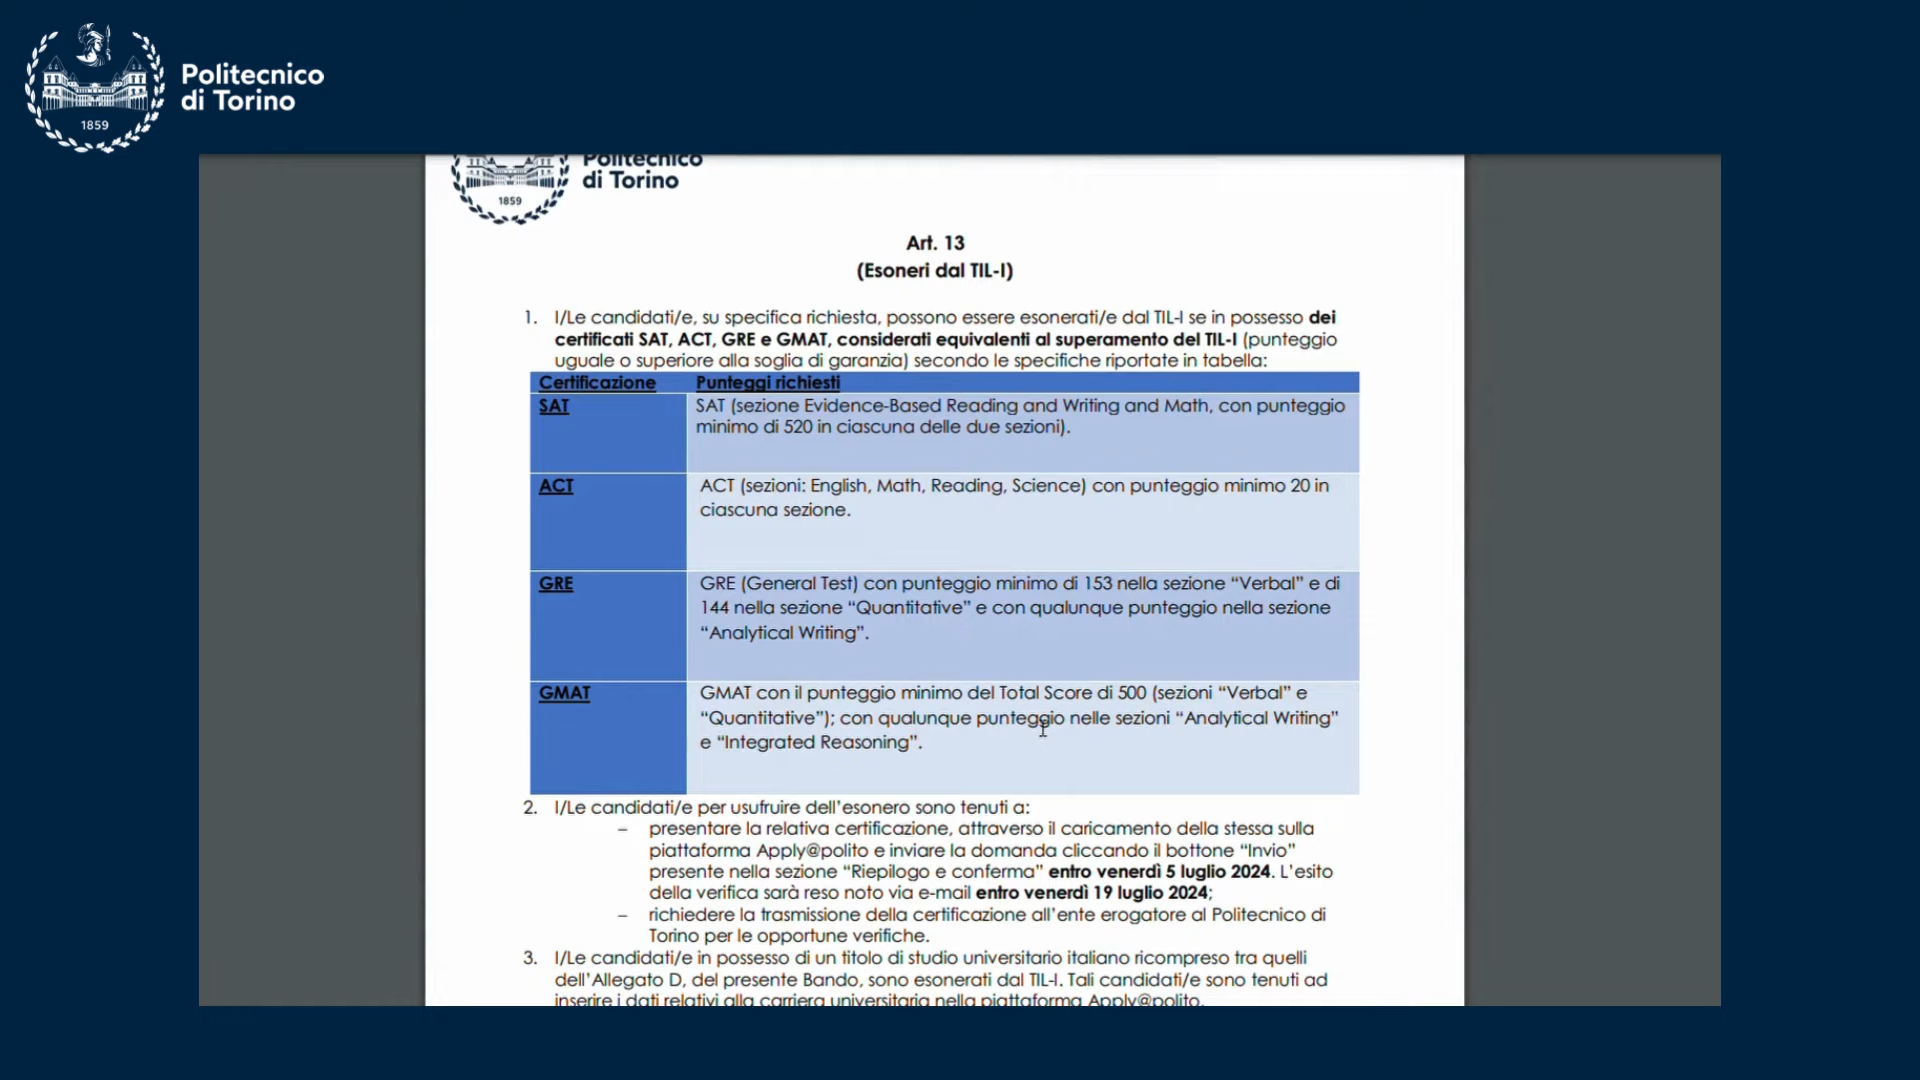 Politecnico
di Torino
1859
Politecnico
di Torino
1859
Art. 13
(Esoneri dal TIL-I)
1. I/Le candidati/e, su specifica richiesta, possono essere esonerati/e dal TIL-I se in possesso dei
certificati SAT, ACT, GRE e GMAT, considerati equivalenti al superamento del TIL-I (punteggio
uguale o superiore alla soglia di garanzia) secondo le specifiche riportate in tabella:
Certificazione Punteggi richiesti
SAT SAT (sezione Evidence-Based Reading and Writing and Math, con punteggio
minimo di 520 in ciascuna delle due sezioni).
ACT ACT (sezioni: English, Math, Reading, Science) con punteggio minimo 20 in
ciascuna sezione.
GRE GRE (General Test) con punteggio minimo di 153 nella sezione “Verbal” e di
144 nella sezione “Quantitative” e con qualunque punteggio nella sezione
“Analytical Writing”.
GMAT GMAT con il punteggio minimo del Total Score di 500 (sezioni “Verbal” e
“Quantitative”); con qualunque punteggio nelle sezioni “Analytical Writing”
e “Integrated Reasoning”.
2. I/Le candidati/e per usufruire dell’esonero sono tenuti a:
– presentare la relativa certificazione, attraverso il caricamento della stessa sulla
piattaforma Apply@polito e inviare la domanda cliccando il bottone “Invio”
presente nella sezione “Riepilogo e conferma” entro venerdì 5 luglio 2024. L’esito
della verifica sarà reso noto via e-mail entro venerdì 19 luglio 2024;
– richiedere la trasmissione della certificazione all’ente erogatore al Politecnico di
Torino per le opportune verifiche.
3. I/Le candidati/e in possesso di un titolo di studio universitario italiano ricompreso tra quelli
dell’Allegato D, del presente Bando, sono esonerati dal TIL-I. Tali candidati/e sono tenuti ad
inserire i dati relativi alla carriera universitaria nella piattaforma Apply@polito.